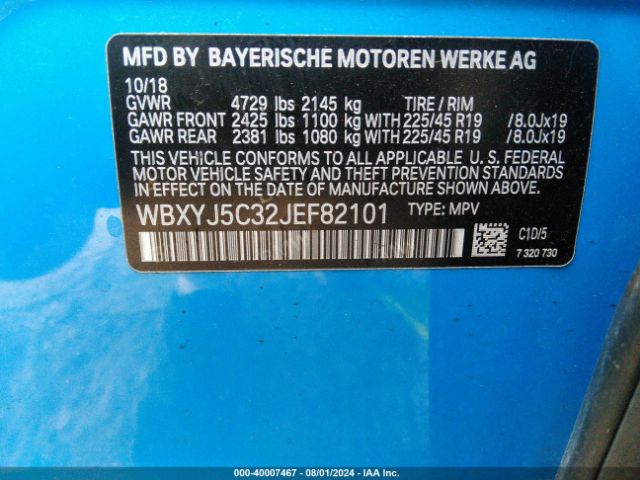 MFD BY BAYERISCHE MOTOREN WERKE AG
10/18
GVWR 4729 lbs 2145 kg TIRE / RIM
GAWR FRONT 2425 lbs 1100 kg WITH 225/45 R19 /8.0Jx19
GAWR REAR 2381 lbs 1080 kg WITH 225/45 R19 /8.0Jx19
THIS VEHICLE CONFORMS TO ALL APPLICABLE U. S. FEDERAL
MOTOR VEHICLE SAFETY AND THEFT PREVENTION STANDARDS
IN EFFECT ON THE DATE OF MANUFACTURE SHOWN ABOVE.
WBXYJ5C32JEF82101 TYPE: MPV
C1D/5
7 320 730
000-40007467 - 08/01/2024 - IAA Inc.